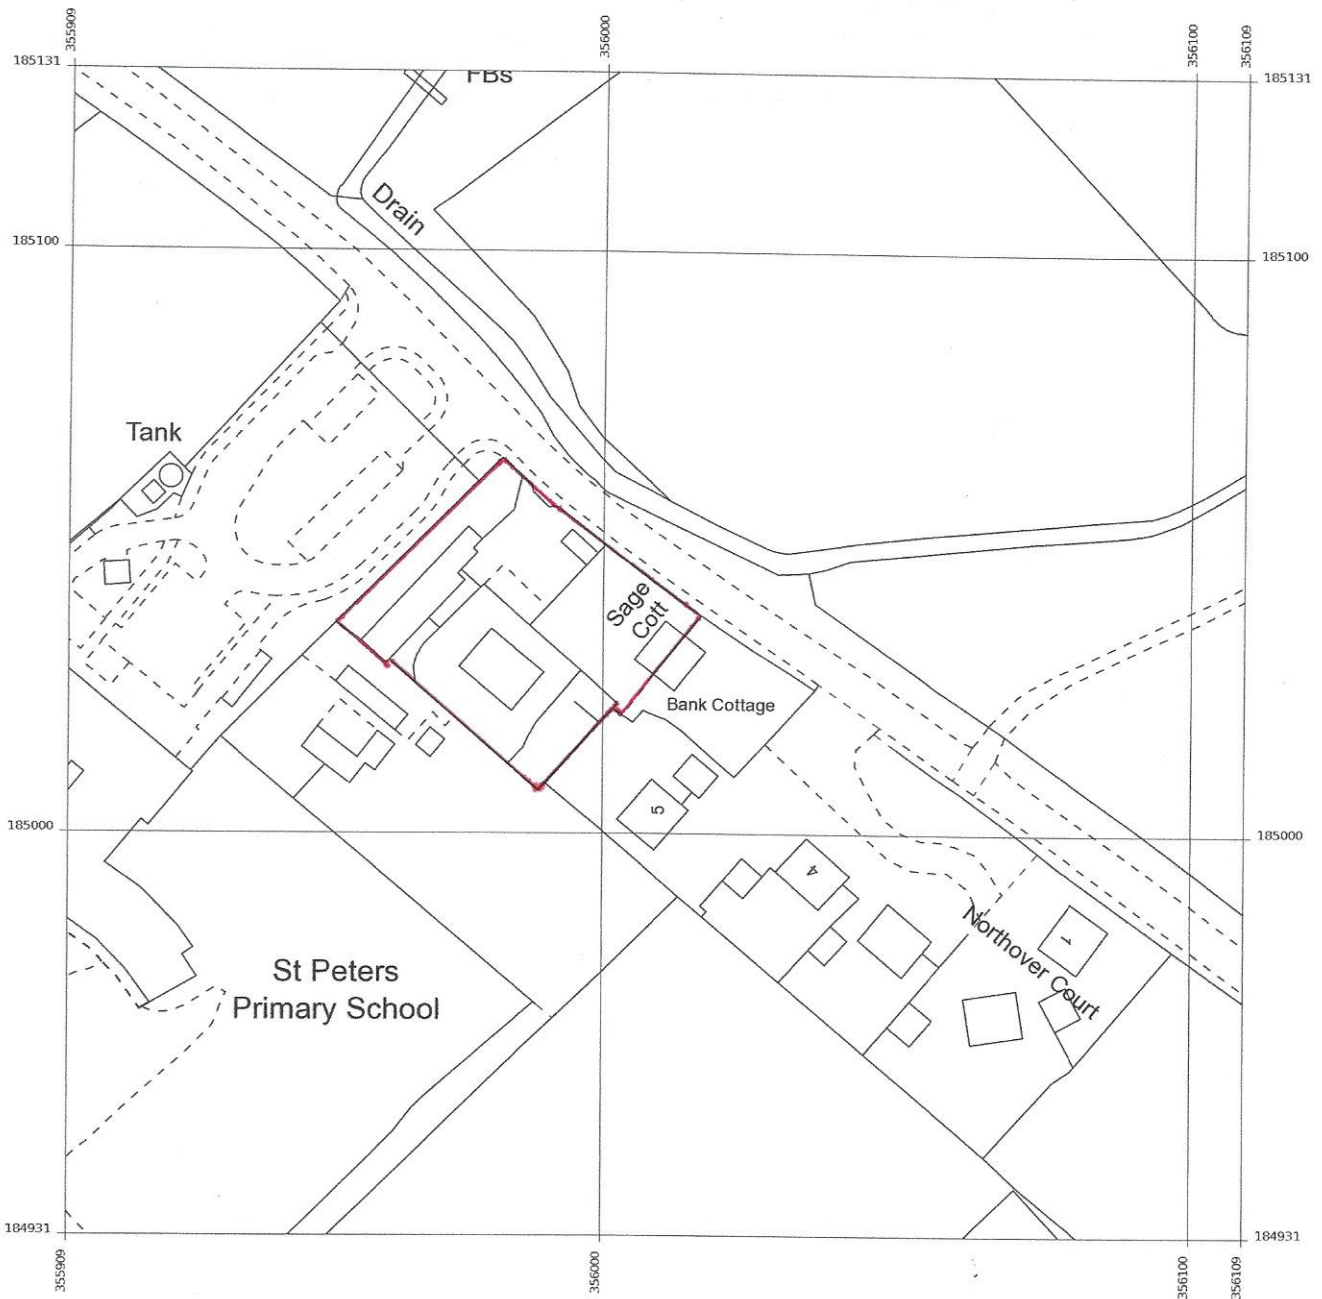 355909
356000
356100
356109
185131
FBs
185131
Drain
185100
185100
Tank
Sage
Cott
Bank Cottage
5
185000
185000
4
Northover Court
1
St Peters
Primary School
184931
184931
355909
356000
356100
356109